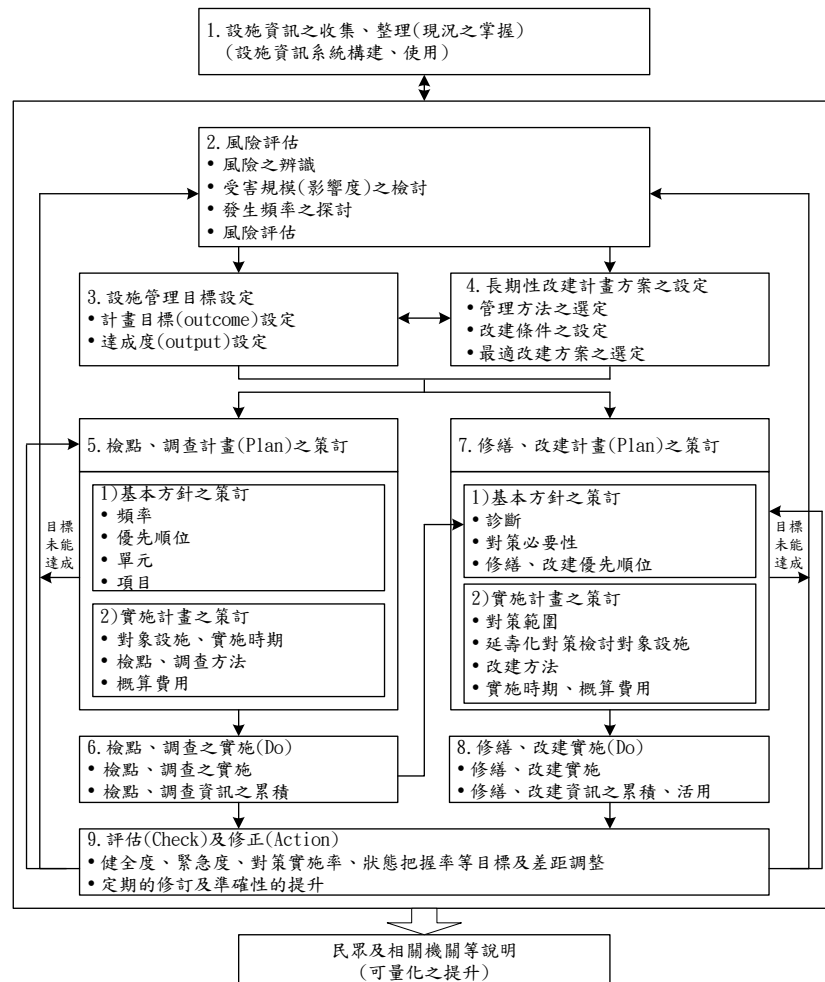 1.設施資訊之收集、整理(現況之掌握)
(設施資訊系統構建、使用)
2.風險評估
• 風險之辨識
• 受害規模(影響度)之檢討
• 發生頻率之探討
• 風險評估
3.設施管理目標設定
• 計畫目標(outcome)設定
• 達成度(output)設定
4.長期性改建計畫方案之設定
• 管理方法之選定
• 改建條件之設定
• 最適改建方案之選定
5.檢點、調查計畫(Plan)之策訂
1)基本方針之策訂
• 頻率
• 優先順位
• 單元
• 項目
2)實施計畫之策訂
• 對象設施、實施時期
• 檢點、調查方法
• 概算費用
目標
未能
達成
7.修繕、改建計畫(Plan)之策訂
1)基本方針之策訂
• 診斷
• 對策必要性
• 修繕、改建優先順位
2)實施計畫之策訂
• 對策範圍
• 延壽化對策檢討對象設施
• 改建方法
• 實施時期、概算費用
目標
未能
達成
6.檢點、調查之實施(Do)
• 檢點、調查之實施
• 檢點、調查資訊之累積
8.修繕、改建實施(Do)
• 修繕、改建實施
• 修繕、改建資訊之累積、活用
9.評估(Check)及修正(Action)
• 健全度、緊急度、對策實施率、狀態把握率等目標及差距調整
• 定期的修訂及準確性的提升
民眾及相關機關等說明
(可量化之提升)